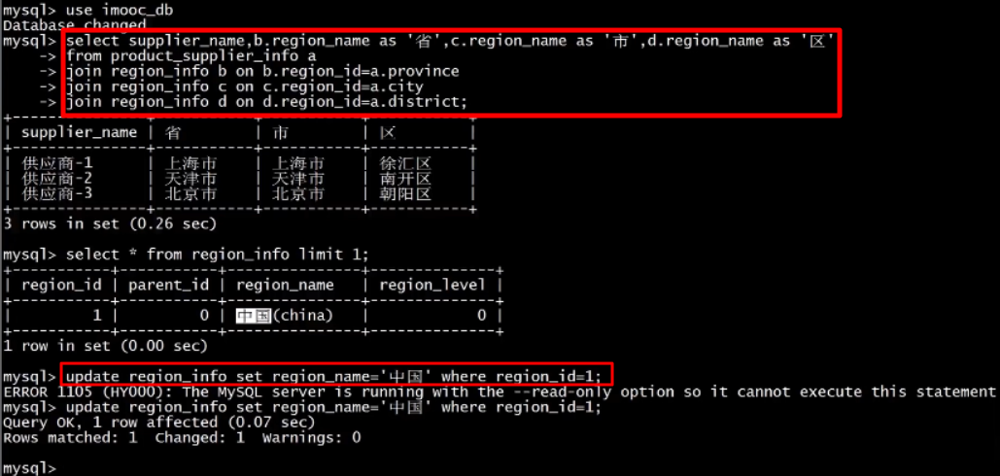 mysql> use imooc_db
Database changed
mysql> select supplier_name,b.region_name as '省',c.region_name as '市',d.region_name as '区'
-> from product_supplier_info a
-> join region_info b on b.region_id=a.province
-> join region_info c on c.region_id=a.city
-> join region_info d on d.region_id=a.district;
+---------------+-----------+-----------+-----------+
| supplier_name | 省 | 市 | 区 |
+---------------+-----------+-----------+-----------+
| 供应商-1 | 上海市 | 上海市 | 徐汇区 |
| 供应商-2 | 天津市 | 天津市 | 南开区 |
| 供应商-3 | 北京市 | 北京市 | 朝阳区 |
+---------------+-----------+-----------+-----------+
3 rows in set (0.26 sec)
mysql> select * from region_info limit 1;
+-----------+-----------+---------------+--------------+
| region_id | parent_id | region_name | region_level |
+-----------+-----------+---------------+--------------+
| 1 | 0 | 中国(china) | 0 |
+-----------+-----------+---------------+--------------+
1 row in set (0.00 sec)
mysql> update region_info set region_name='中国' where region_id=1;
ERROR 1105 (HY000): The MySQL server is running with the --read-only option so it cannot execute this statement
mysql> update region_info set region_name='中国' where region_id=1;
Query OK, 1 row affected (0.07 sec)
Rows matched: 1 Changed: 1 Warnings: 0
mysql>